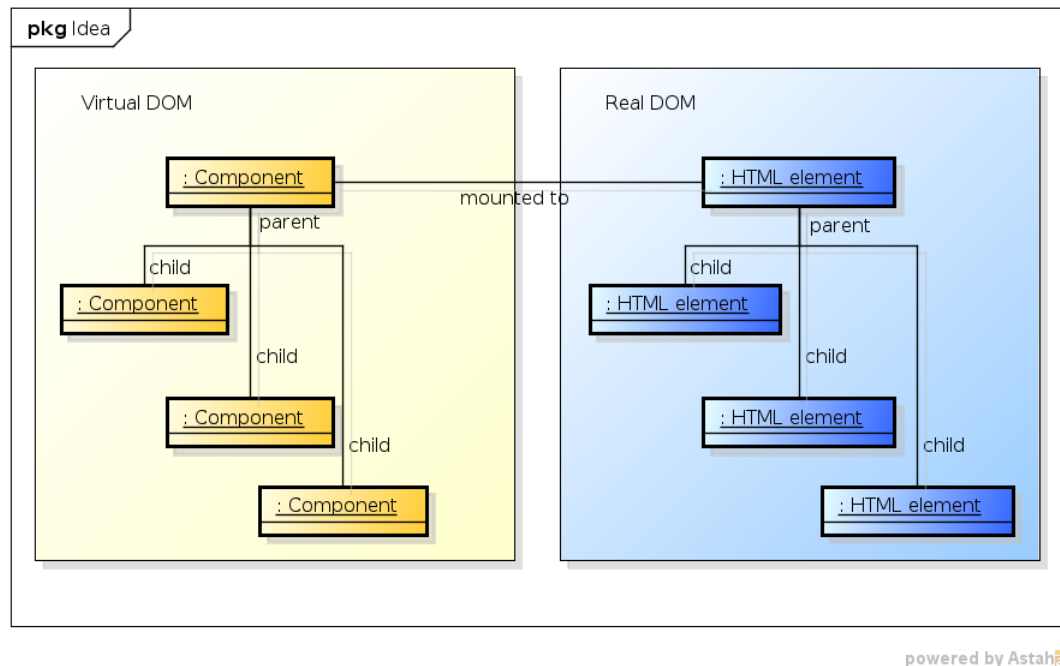 pkg Idea
Virtual DOM
Real DOM
: Component
: HTML element
mounted to
parent
parent
child
child
: Component
: HTML element
child
child
: Component
: HTML element
child
child
: Component
: HTML element
powered by Astah